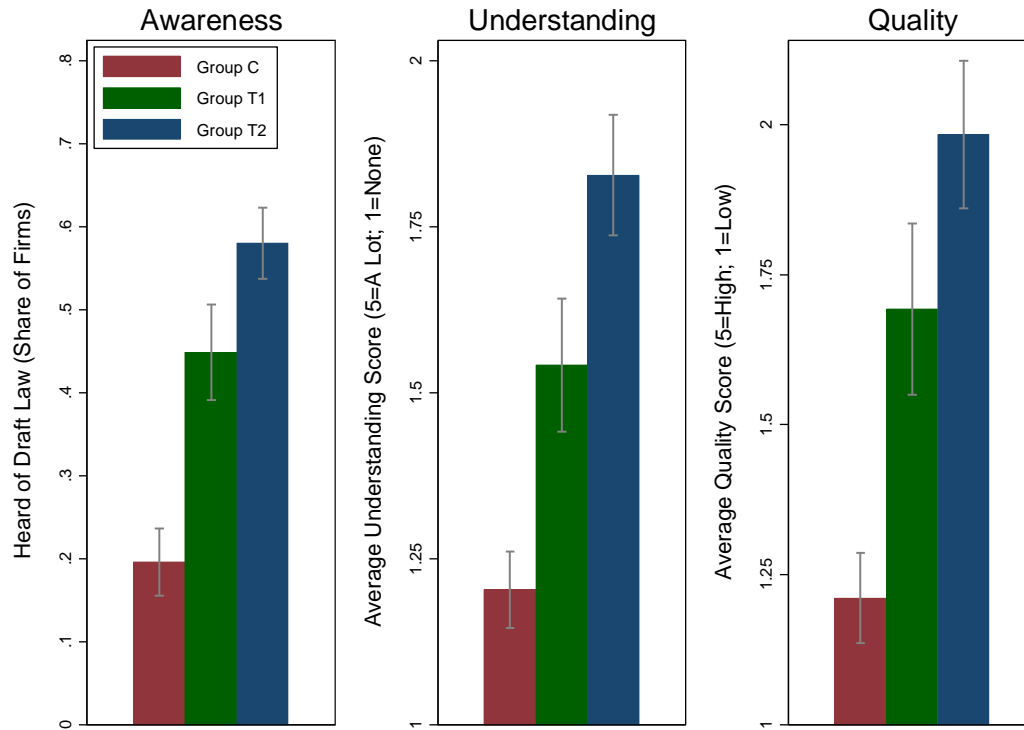 Awareness
Heard of Draft Law (Share of Firms)
.8
.7
.6
.5
.4
.3
.2
.1
0
Group C
Group T1
Group T2
Understanding
Average Understanding Score (5=A Lot; 1=None)
2
1.75
1.5
1.25
1
Quality
Average Quality Score (5=High; 1=Low)
2
1.75
1.5
1.25
1